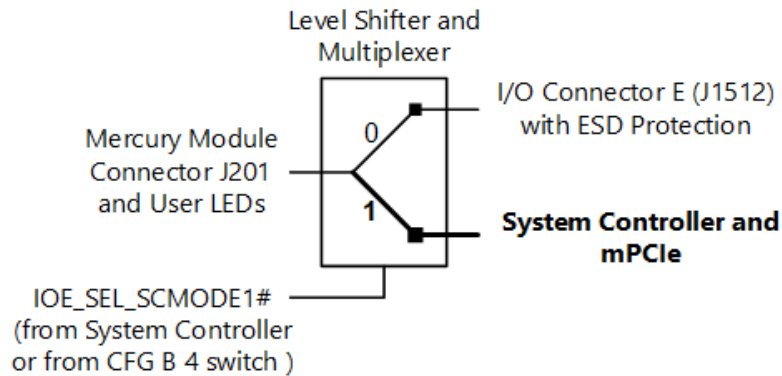 Level Shifter and
Multiplexer
I/O Connector E (J1512)
with ESD Protection
0
Mercury Module
Connector J201
and User LEDs
1
System Controller and
mPCIe
IOE_SEL_SCMODE1#
(from System Controller
or from CFG B 4 switch )